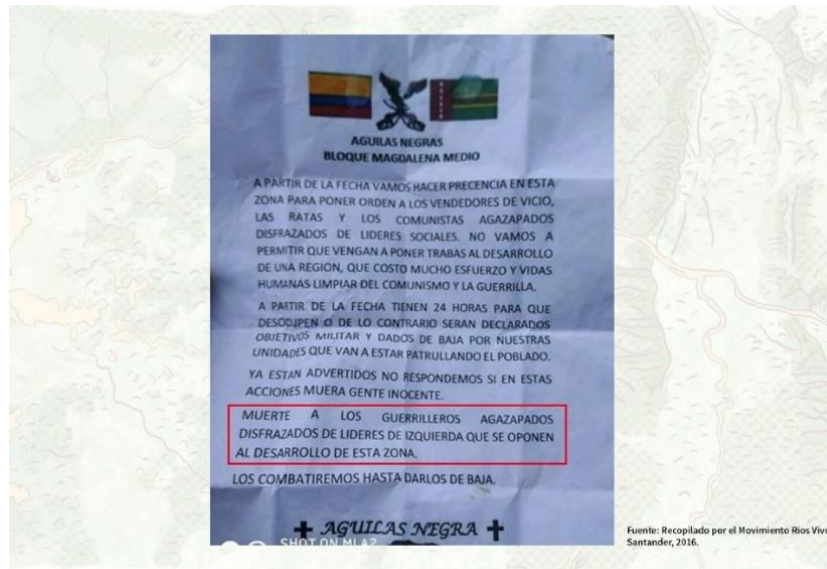 AGUILAS NEGRAS
BLOQUE MAGDALENA MEDIO
A PARTIR DE LA FECHA VAMOS HACER PRECENCIA EN ESTA
ZONA PARA PONER ORDEN A LOS VENDEDORES DE VICIO,
LAS RATAS Y LOS COMUNISTAS AGAZAPADOS
DISFRAZADOS DE LIDERES SOCIALES. NO VAMOS A
PERMITIR QUE VENGAN A PONER TRABAS AL DESARROLLO
DE UNA REGION, QUE COSTO MUCHO ESFUERZO Y VIDAS
HUMANAS LIMPIAR DEL COMUNISMO Y LA GUERRILLA.
A PARTIR DE LA FECHA TIENEN 24 HORAS PARA QUE
O DE LO CONTRARIO SERAN DECLARADOS
OBJETIVOS MILITAR Y DADOS DE BAJA POR NUESTRAS
UNIDADES QUE VAN A ESTAR PATRULLANDO EL POBLADO.
YA ESTAN ADVERTIDOS NO RESPONDEMOS SI EN ESTAS
ACCIONES MUERA GENTE INOCENTE.
MUERTE A LOS GUERRILLEROS AGAZAPADOS
DISFRAZADOS DE LIDERES DE IZQUIERDA QUE SE OPONEN
AL DESARROLLO DE ESTA ZONA.
LOS COMBATIREMOS HASTA DARLOS DE BAJA.
AGUILAS NEGRA
SHOT ON
Fuente: Recopilado por el Movimiento Rios
Santander, 2016.